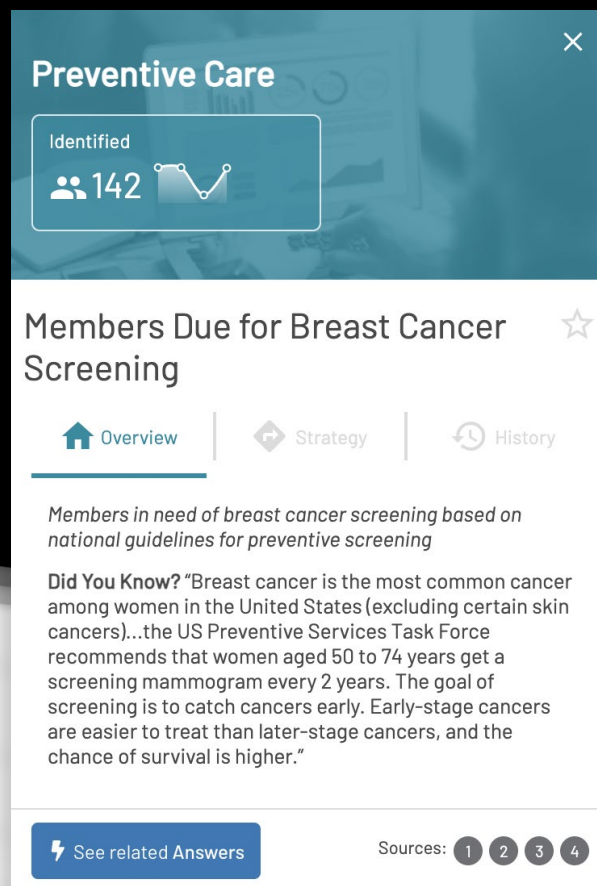 Preventive Care
Identified
142
Members Due for Breast Cancer
Screening
Overview
Strategy
History
Members in need of breast cancer screening based on
national guidelines for preventive screening
Did You Know? “Breast cancer is the most common cancer
among women in the United States (excluding certain skin
cancers)...the US Preventive Services Task Force
recommends that women aged 50 to 74 years get a
screening mammogram every 2 years. The goal of
screening is to catch cancers early. Early-stage cancers
are easier to treat than later-stage cancers, and the
chance of survival is higher.”
See related Answers
Sources: 1 2 3 4